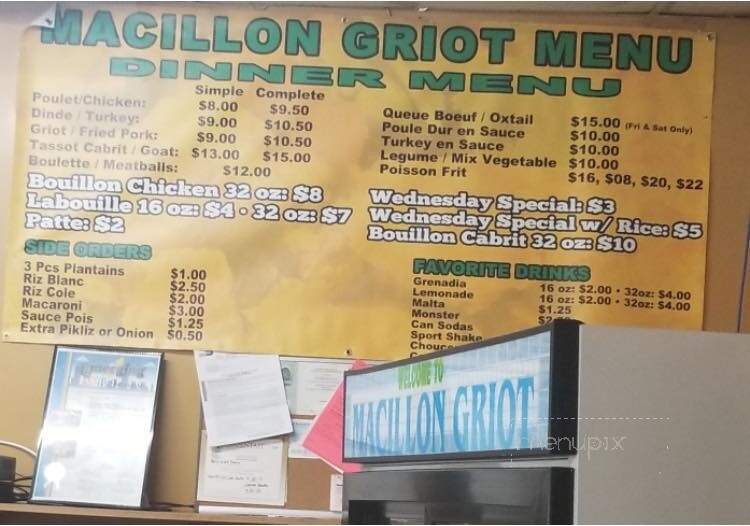 MACILLON GRIOT MENU
DINNER MENU
Simple Complete
Poulet/Chicken: $8.00 $9.50
Dinde / Turkey: $9.00 $10.50
Griot / Fried Pork: $9.00 $10.50
Tassot Cabrit / Goat: $13.00 $15.00
Boulette / Meatballs: $12.00
Bouillon Chicken 32 oz: $8
Labouille 16 oz: $4 • 32 oz: $7
Patte: $2
SIDE ORDERS
3 Pcs Plantains $1.00
Riz Blanc $2.50
Riz Cole $2.00
Macaroni $3.00
Sauce Pois $1.25
Extra Pikliz or Onion $0.50
Queue Boeuf / Oxtail $15.00 (Fri & Sat Only)
Poule Dur en Sauce $10.00
Turkey en Sauce $10.00
Legume / Mix Vegetable $10.00
Poisson Frit $16, $08, $20, $22
Wednesday Special: $3
Wednesday Special w/ Rice: $5
Bouillon Cabrit 32 oz: $10
FAVORITE DRINKS
Grenadia 16 oz: $2.00 • 32oz: $4.00
Lemonade 16 oz: $2.00 • 32oz: $4.00
Malta $1.25
Monster
Can Sodas
Sport Shake
WELCOME TO
MACILLON GRIOT
menupix